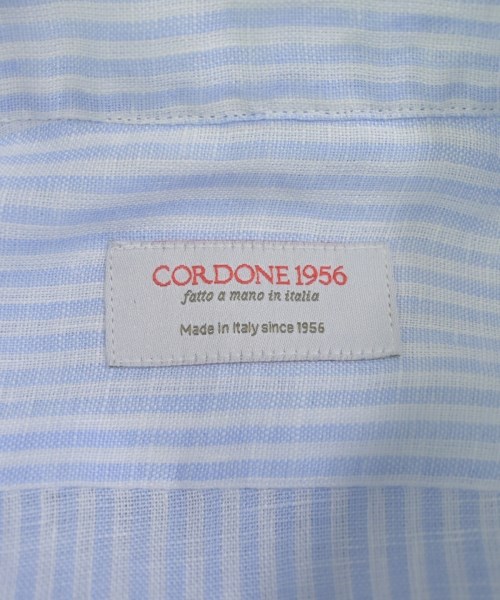 CORDONE 1956
fatto a mano in italia
Made in Italy since 1956